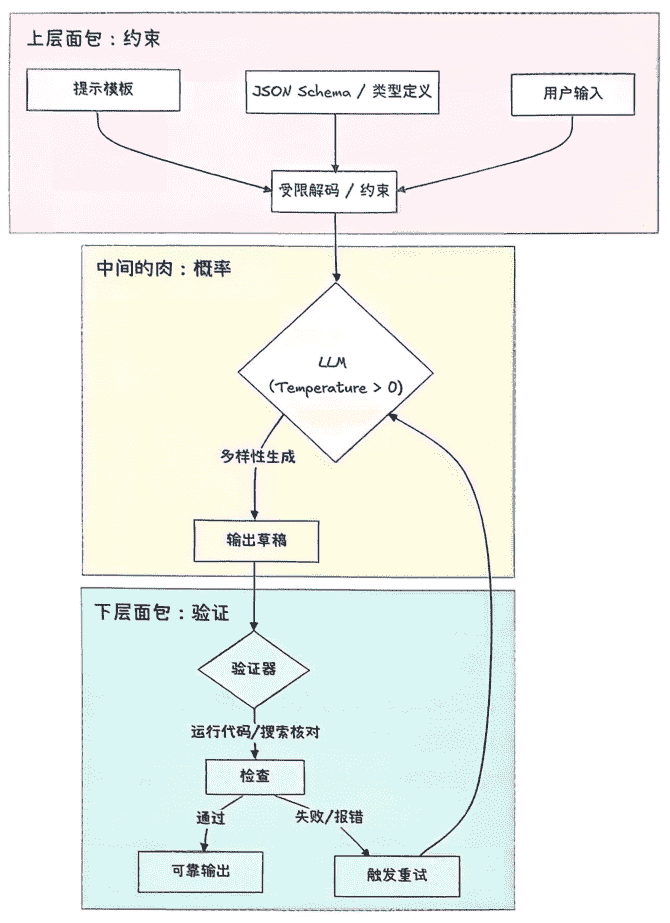 上层面包：约束
提示模板
JSON Schema / 类型定义
用户输入
受限解码 / 约束
中间的肉：概率
LLM
(Temperature > 0)
多样性生成
输出草稿
下层面包：验证
验证器
运行代码/搜索核对
检查
通过
失败/报错
可靠输出
触发重试